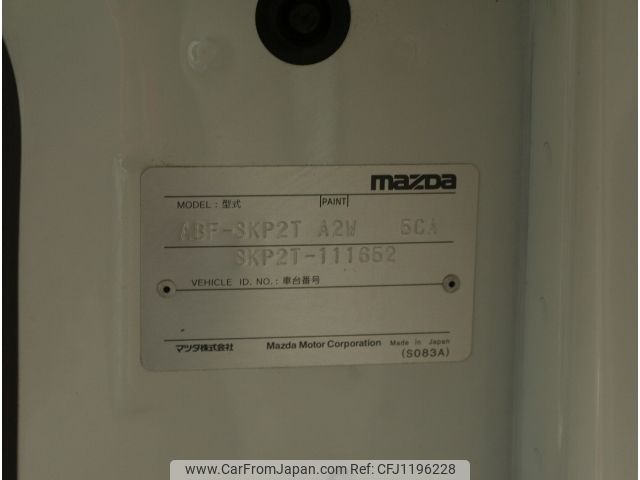 mazda
MODEL : 型式 PAINT
ABF-SKP2T A2W 5CA
SKP2T-111652
VEHICLE ID. NO. : 車台番号
マツダ株式会社 Mazda Motor Corporation Made in Japan
(S083A)
www.CarFromJapan.com | CFJ1196228